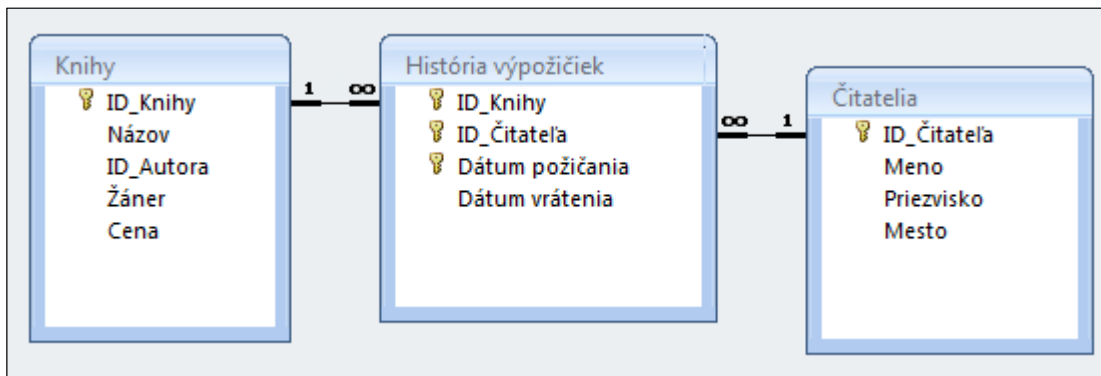 Knihy
ID_Knihy
Názov
ID_Autora
Žáner
Cena
1 ∞
História výpožičiek
ID_Knihy
ID_Čitateľa
Dátum požičania
Dátum vrátenia
∞ 1
Čitatelia
ID_Čitateľa
Meno
Priezvisko
Mesto